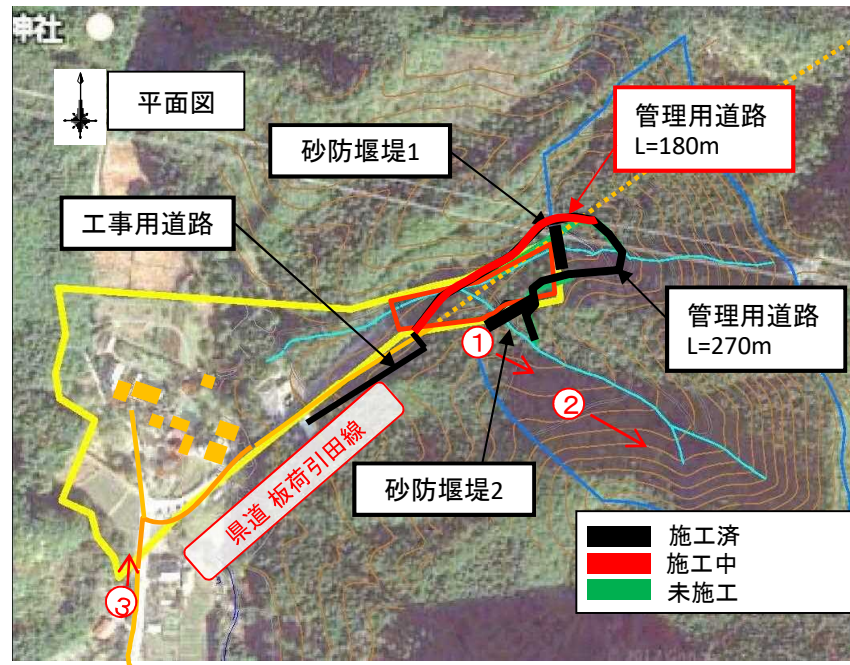 神社
平面図
砂防堰堤1
管理用道路
L=180m
工事用道路
管理用道路
L=270m
①
②
砂防堰堤2
県道 板荷引田線
③
施工済
施工中
未施工